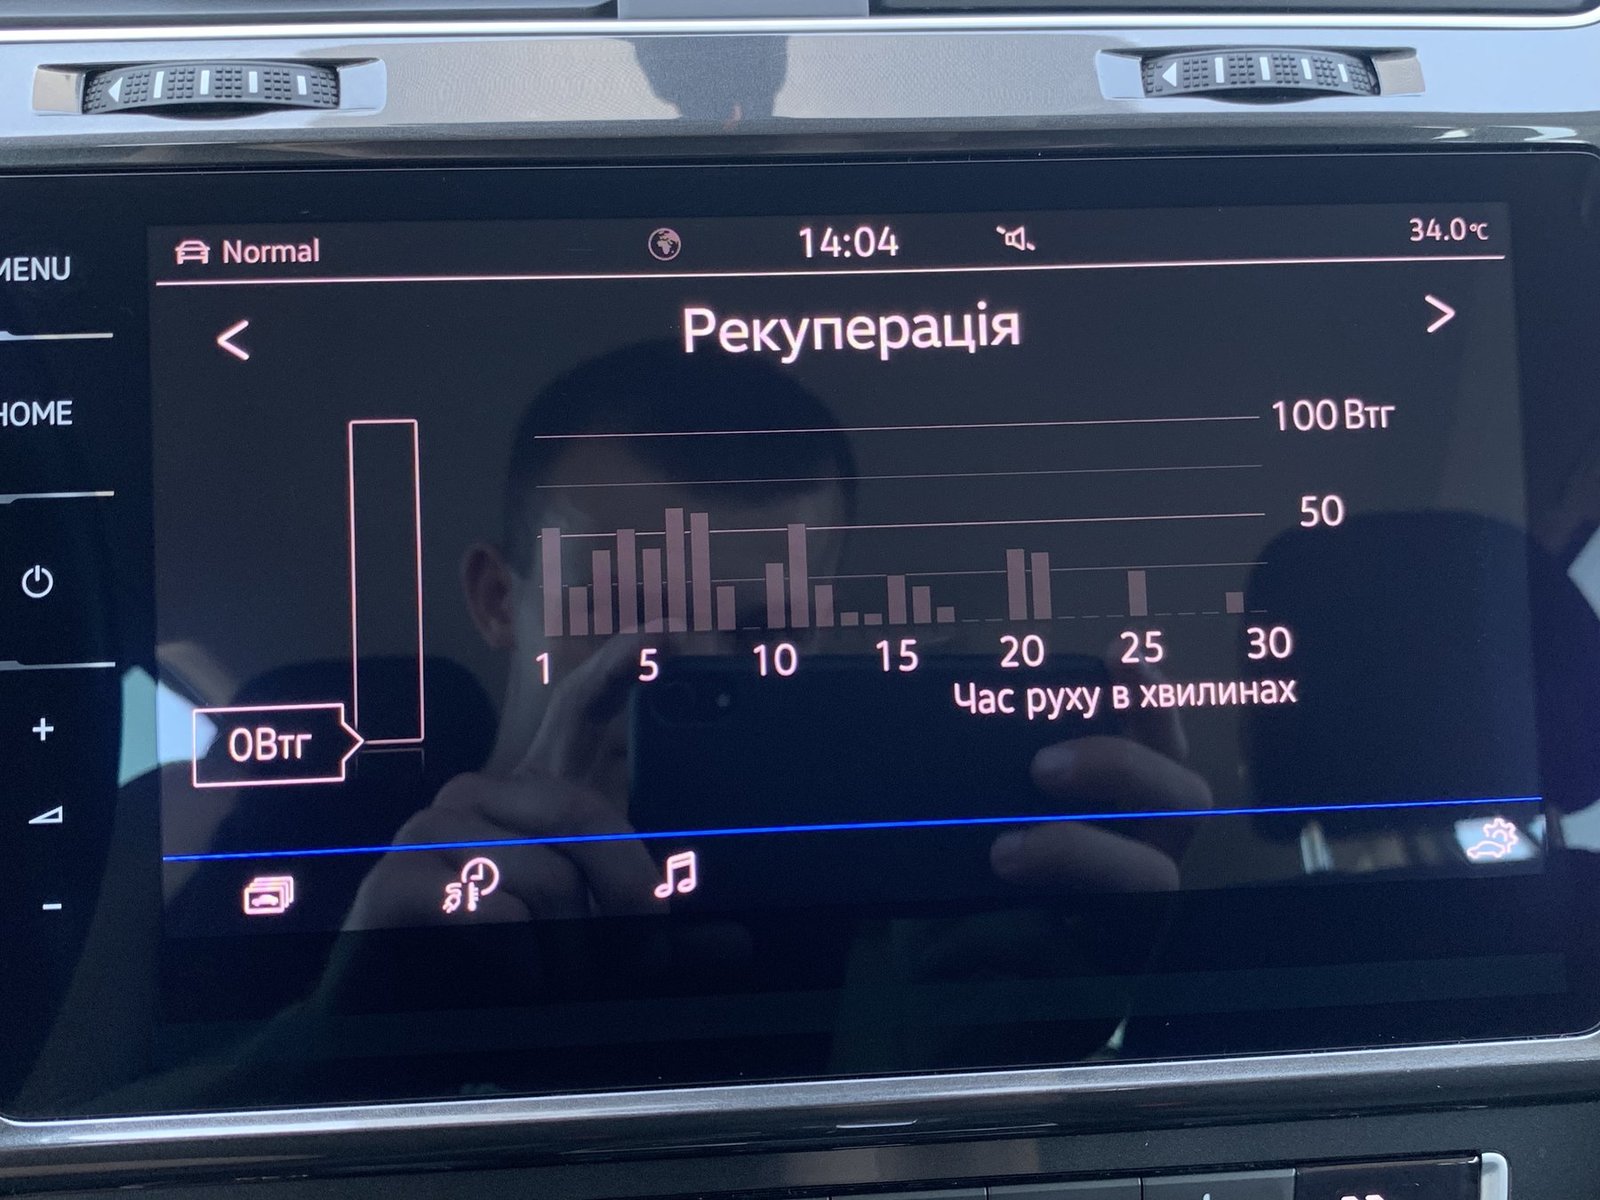 Normal
14:04
34.0°C
MENU
Рекуперація
HOME
100 Втг
50
1 5 10 15 20 25 30
Час руху в хвилинах
0Втг
+
-